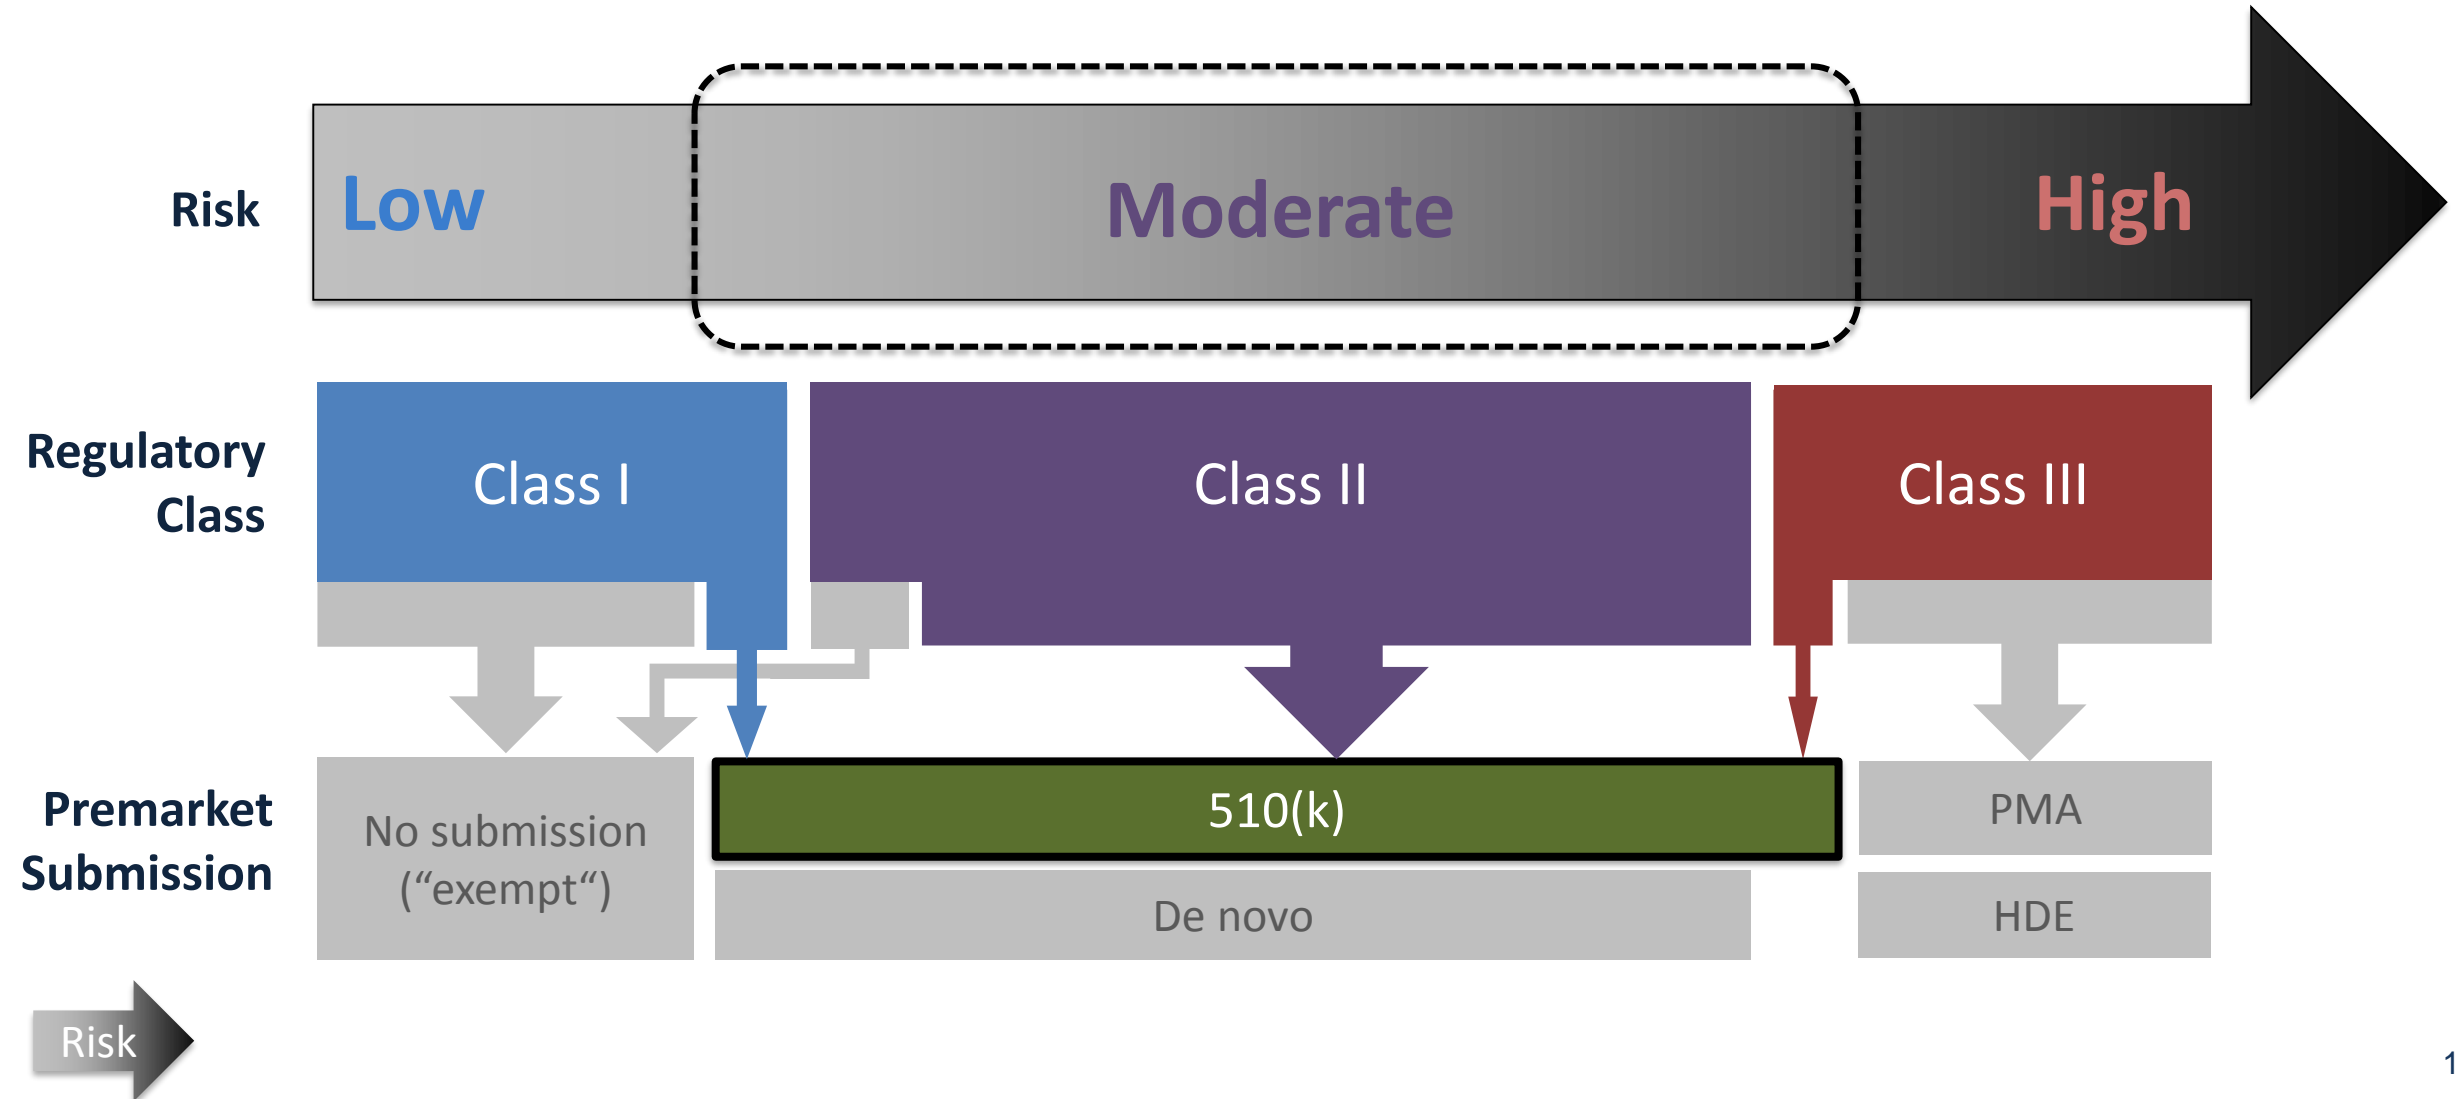 Risk
Low
Moderate
High
Regulatory
Class
Class I
Class II
Class III
Premarket
Submission
No submission
(“exempt“)
510(k)
De novo
PMA
HDE
Risk
1